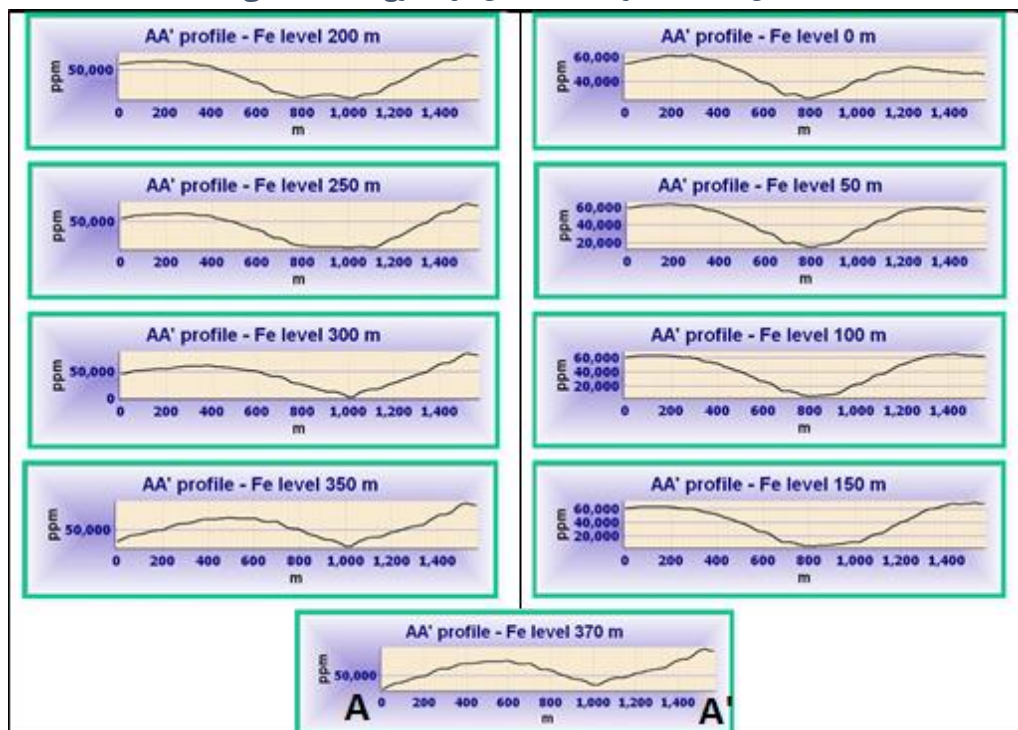 AA' profile - Fe level 200 m
ppm
50,000
0 200 400 600 800 1,000 1,200 1,400
m
AA' profile - Fe level 0 m
ppm
60,000
40,000
0 200 400 600 800 1,000 1,200 1,400
m
AA' profile - Fe level 250 m
ppm
50,000
0 200 400 600 800 1,000 1,200 1,400
m
AA' profile - Fe level 50 m
ppm
60,000
40,000
20,000
0 200 400 600 800 1,000 1,200 1,400
m
AA' profile - Fe level 300 m
ppm
50,000
0
0 200 400 600 800 1,000 1,200 1,400
m
AA' profile - Fe level 100 m
ppm
60,000
40,000
20,000
0 200 400 600 800 1,000 1,200 1,400
m
AA' profile - Fe level 350 m
ppm
50,000
0 200 400 600 800 1,000 1,200 1,400
m
AA' profile - Fe level 150 m
ppm
60,000
40,000
20,000
0 200 400 600 800 1,000 1,200 1,400
m
AA' profile - Fe level 370 m
ppm
50,000
0 200 400 600 800 1,000 1,200 1,400
m
A A'